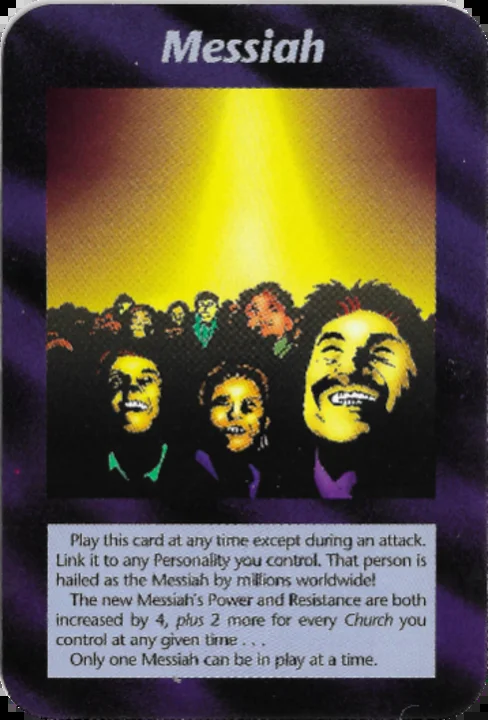 Messiah
Play this card at any time except during an attack.
Link it to any Personality you control. That person is
hailed as the Messiah by millions worldwide!
The new Messiah's Power and Resistance are both
increased by 4, plus 2 more for every Church you
control at any given time . . .
Only one Messiah can be in play at a time.